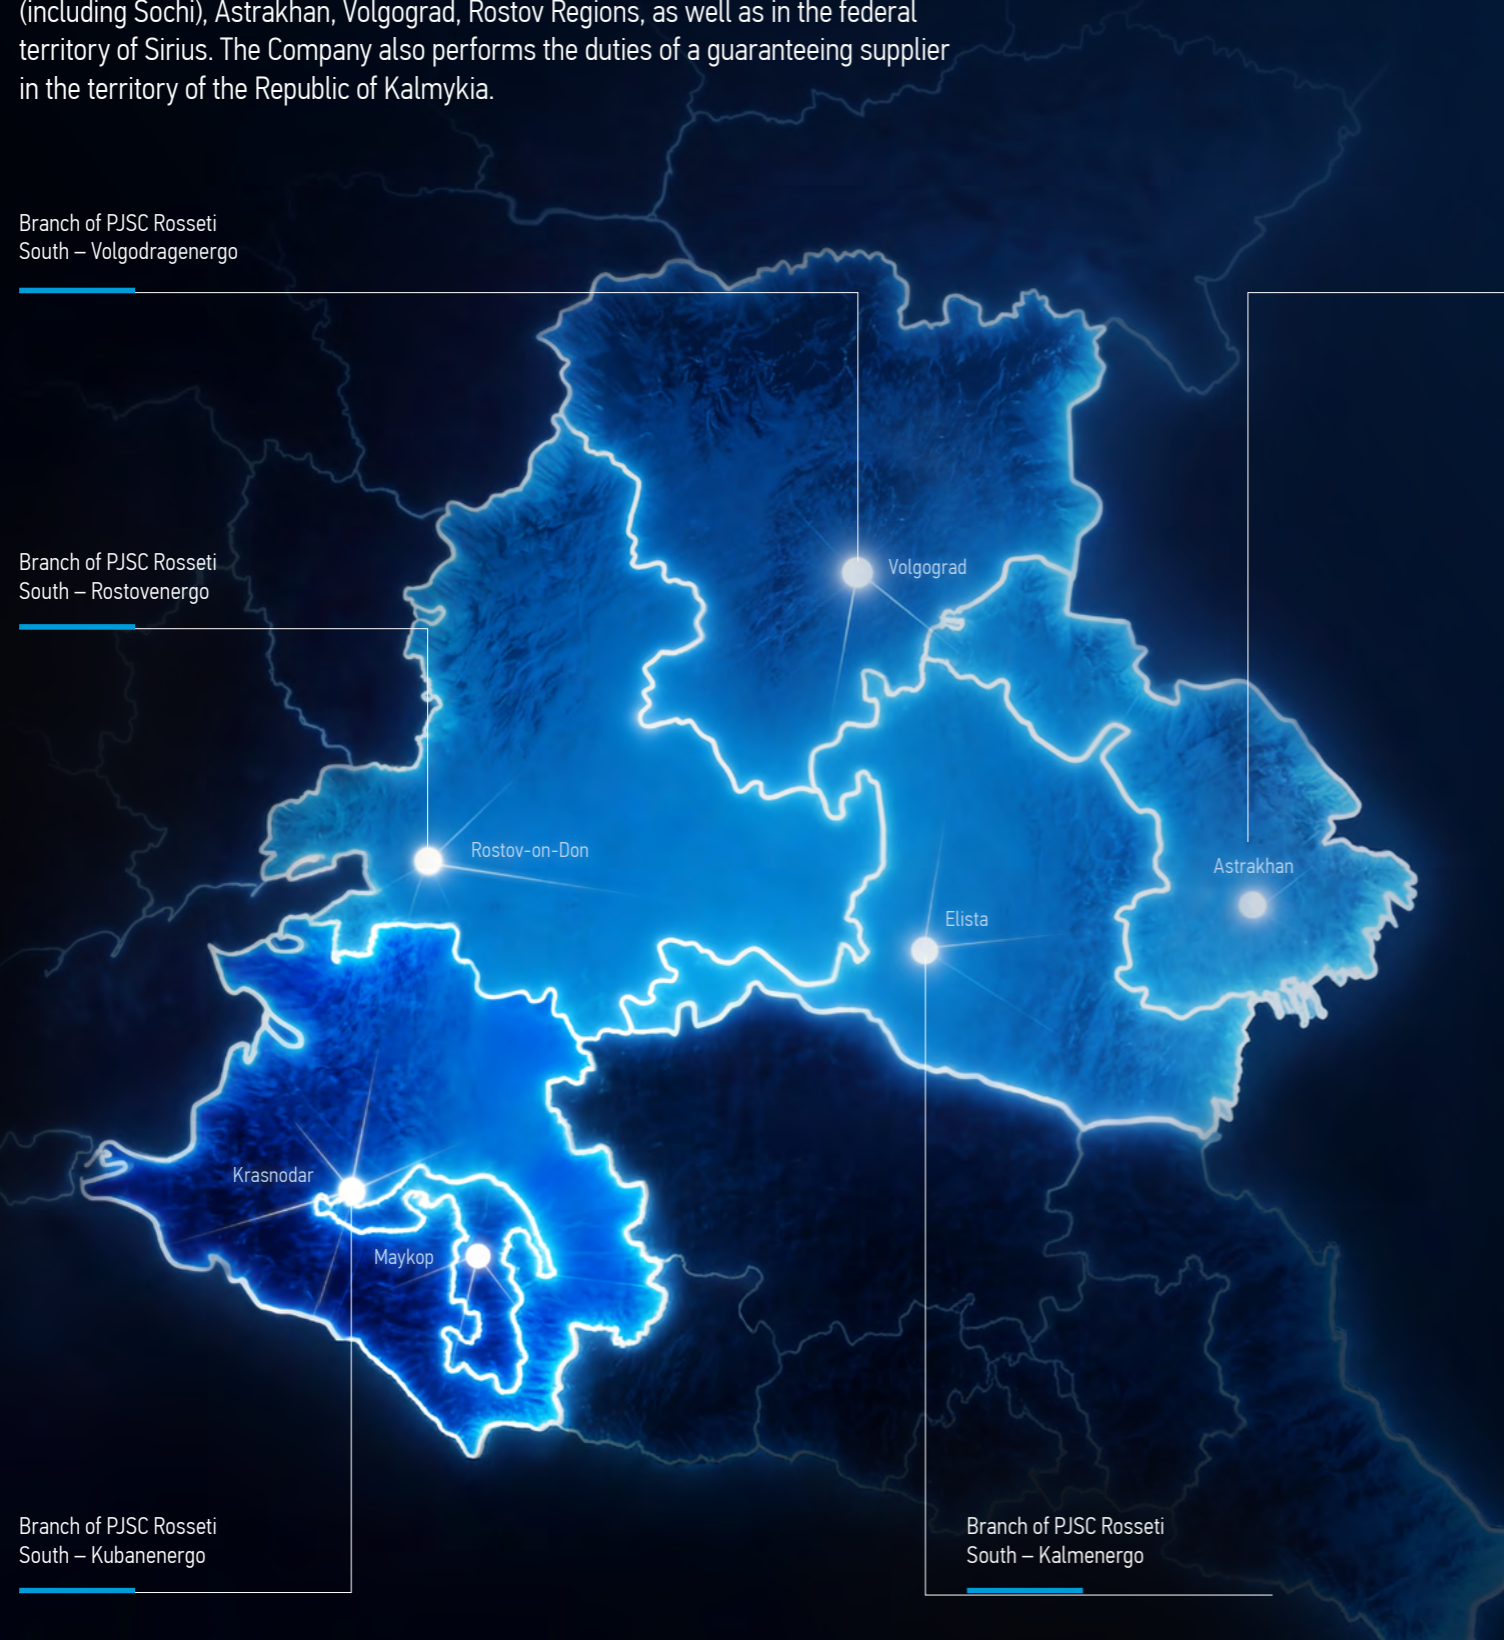 (including Sochi), Astrakhan, Volgograd, Rostov Regions, as well as in the federal
territory of Sirius. The Company also performs the duties of a guaranteeing supplier
in the territory of the Republic of Kalmykia.
Branch of PJSC Rosseti
South – Volgodragenergo
Branch of PJSC Rosseti
South – Rostovenergo
Volgograd
Rostov-on-Don
Astrakhan
Elista
Krasnodar
Maykop
Branch of PJSC Rosseti
South – Kubanenergo
Branch of PJSC Rosseti
South – Kalmenergo